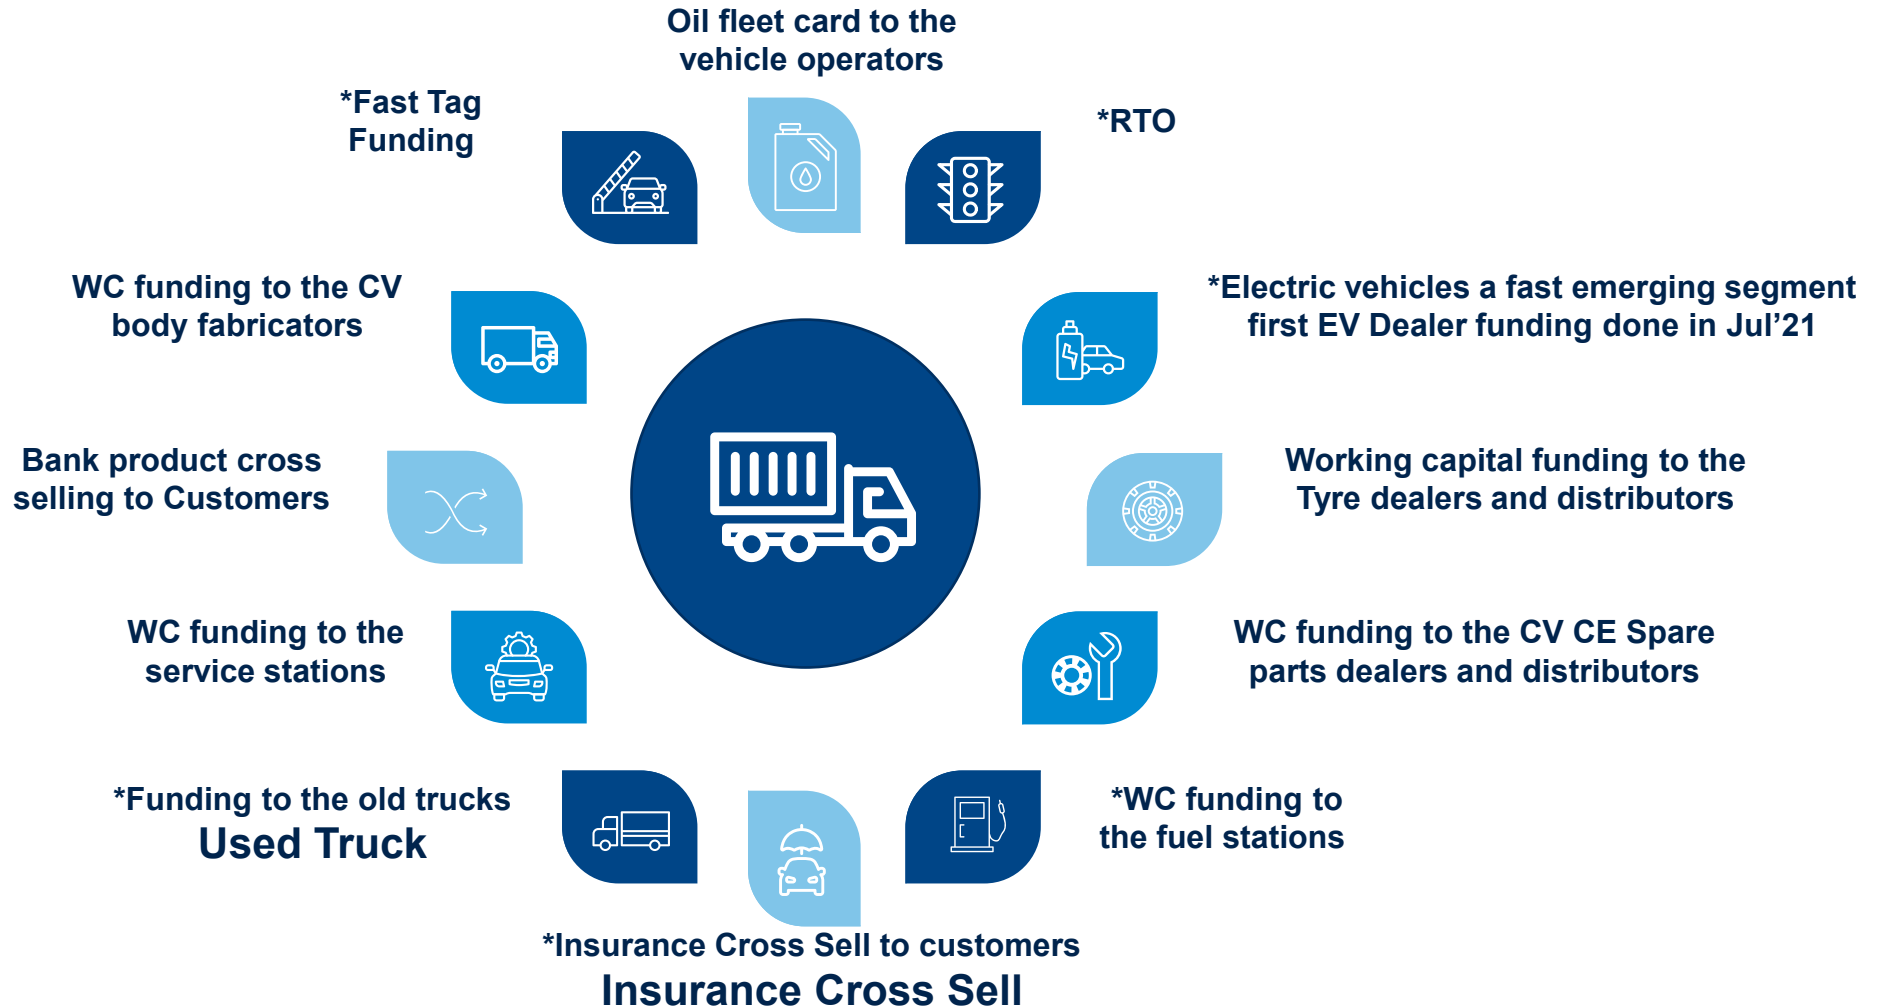 Oil fleet card to the
vehicle operators
*Fast Tag
Funding
*RTO
WC funding to the CV
body fabricators
*Electric vehicles a fast emerging segment
first EV Dealer funding done in Jul’21
Bank product cross
selling to Customers
Working capital funding to the
Tyre dealers and distributors
WC funding to the
service stations
WC funding to the CV CE Spare
parts dealers and distributors
*Funding to the old trucks
Used Truck
*WC funding to
the fuel stations
*Insurance Cross Sell to customers
Insurance Cross Sell